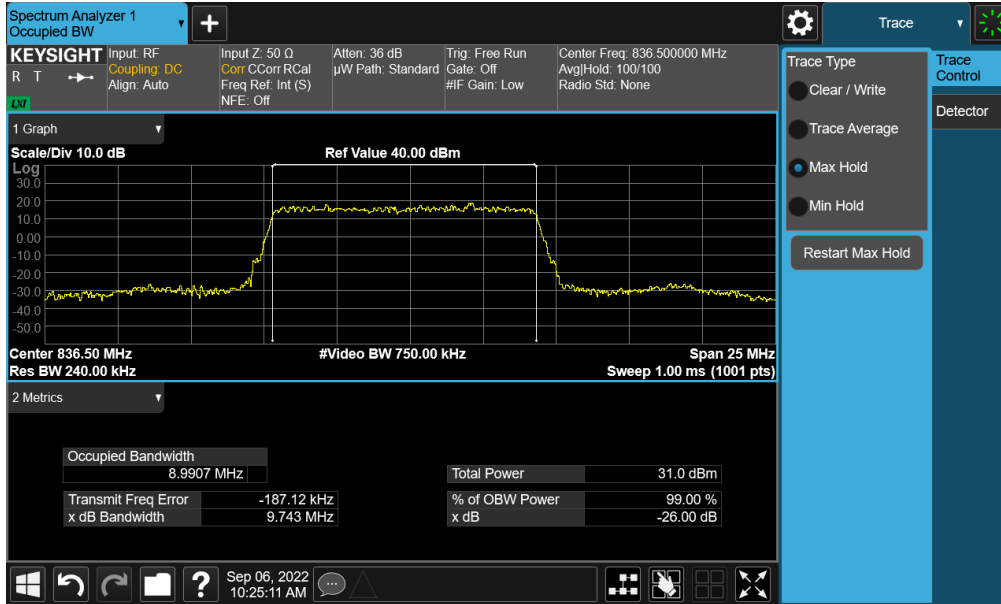 Spectrum Analyzer 1
Occupied BW
+
Trace
KEYSIGHT
R T
LXI
Input: RF
Coupling: DC
Align: Auto
Input Z: 50 Ω
Corr CCorr RCal
Freq Ref: Int (S)
NFE: Off
Atten: 36 dB
µW Path: Standard
Trig: Free Run
Gate: Off
#IF Gain: Low
Center Freq: 836.500000 MHz
Avg|Hold: 100/100
Radio Std: None
1 Graph
Scale/Div 10.0 dB
Ref Value 40.00 dBm
Log
30.0
20.0
10.0
0.00
-10.0
-20.0
-30.0
-40.0
-50.0
Center 836.50 MHz
#Video BW 750.00 kHz
Span 25 MHz
Res BW 240.00 kHz
Sweep 1.00 ms (1001 pts)
2 Metrics
Occupied Bandwidth
8.9907 MHz
Transmit Freq Error -187.12 kHz
x dB Bandwidth 9.743 MHz
Total Power 31.0 dBm
% of OBW Power 99.00 %
x dB -26.00 dB
Trace Type
Clear / Write
Trace Average
Max Hold
Min Hold
Restart Max Hold
Trace
Control
Detector
?
Sep 06, 2022
10:25:11 AM